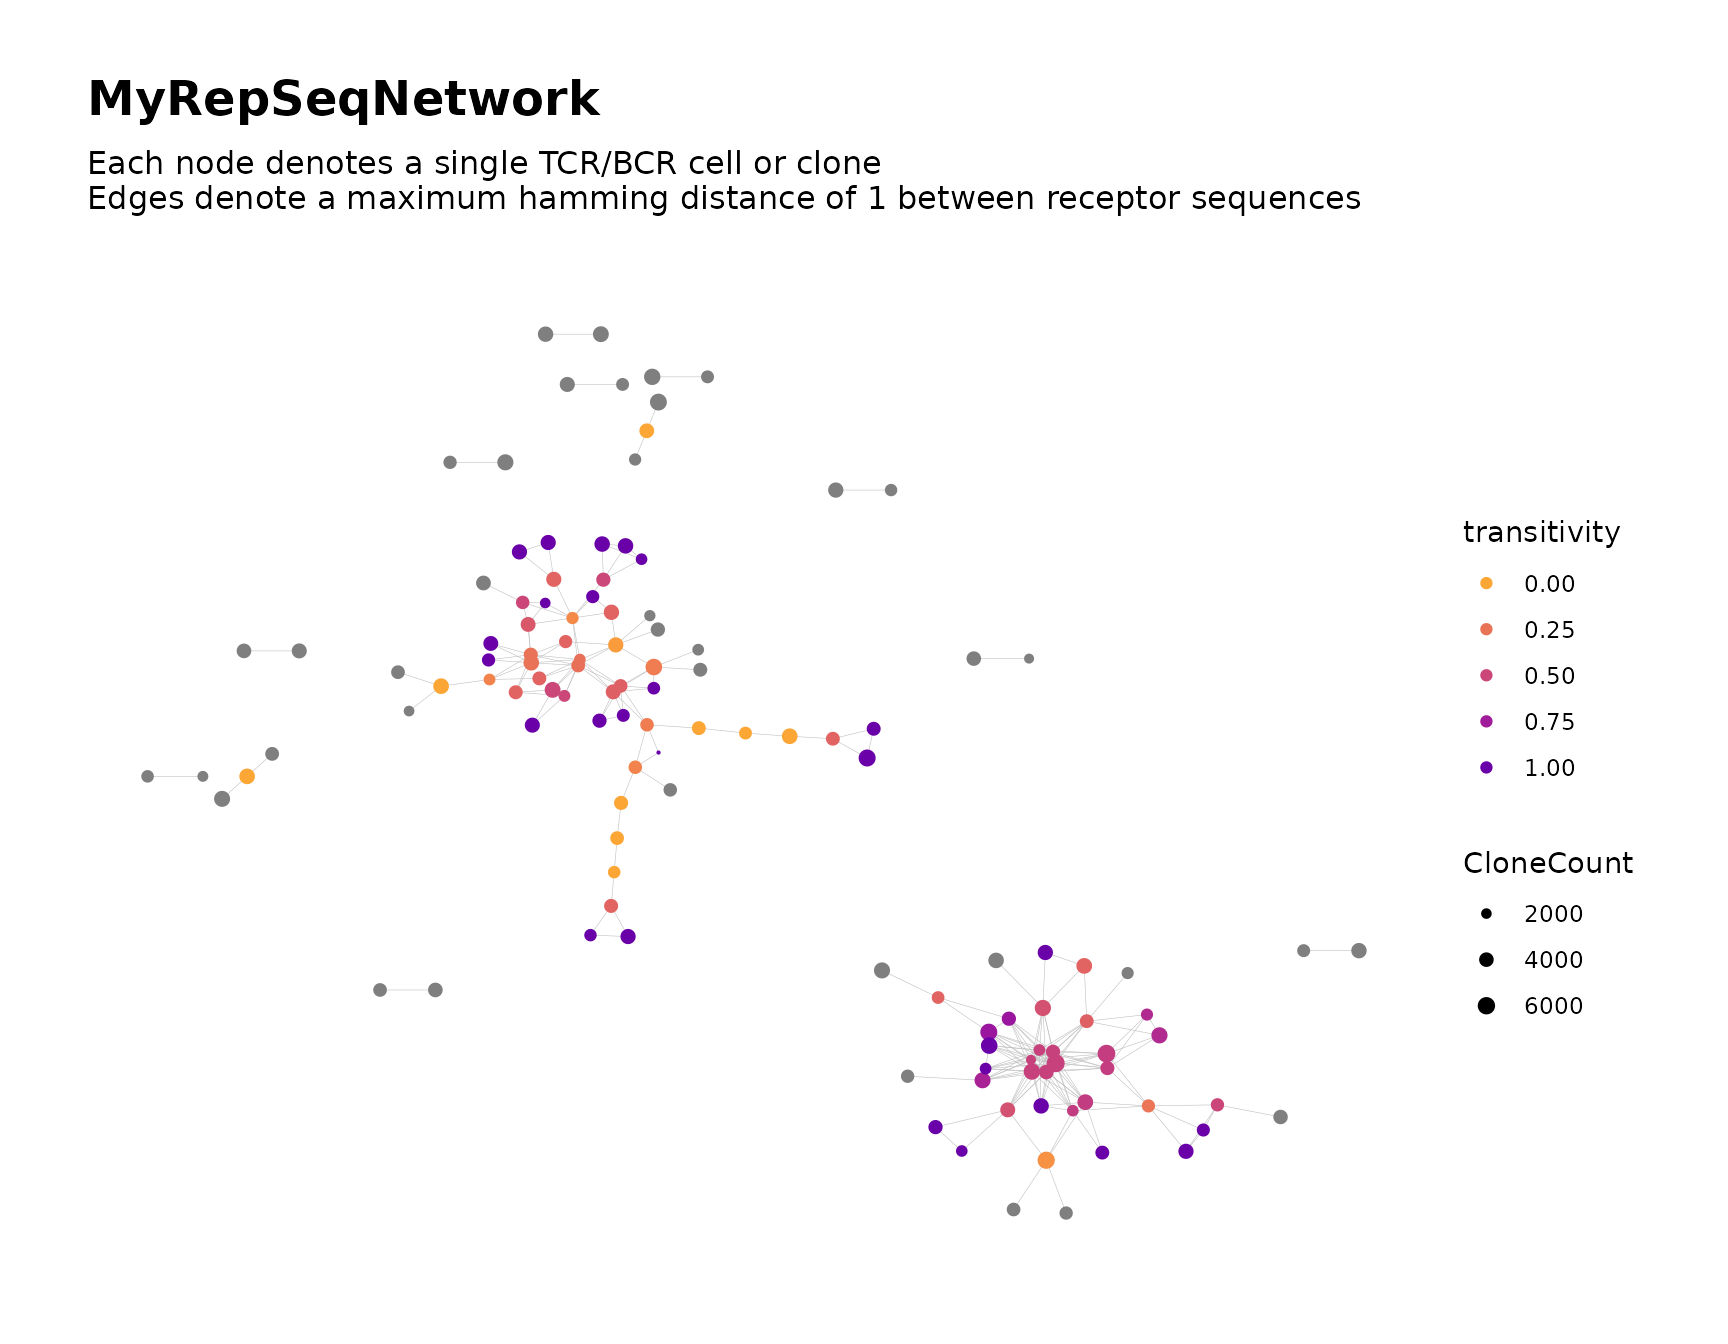 MyRepSeqNetwork
Each node denotes a single TCR/BCR cell or clone
Edges denote a maximum hamming distance of 1 between receptor sequences
transitivity
0.00
0.25
0.50
0.75
1.00
CloneCount
2000
4000
6000